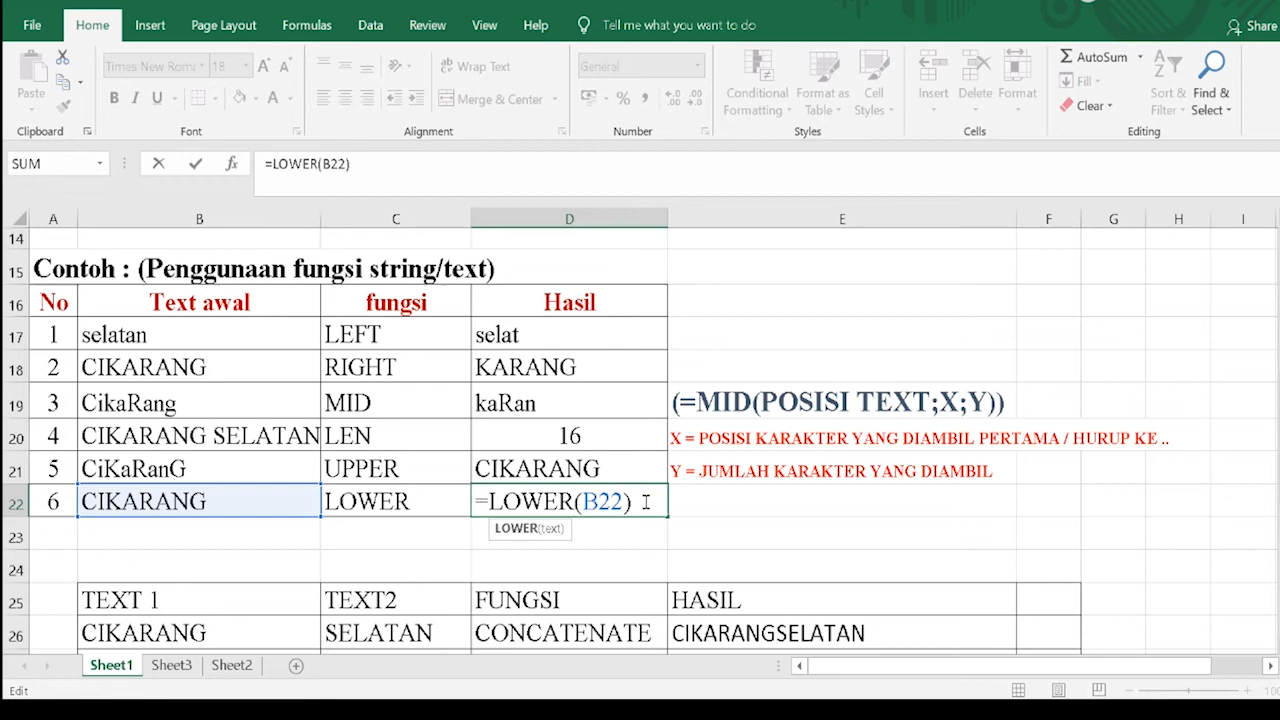 File Home Insert Page Layout Formulas Data Review View Help Tell me what you want to do Share
Times New Roma 18 A A Wrap Text General AutoSum
Paste B I U A Merge & Center % Conditional Formatting Format as Table Cell Styles Insert Delete Format Fill Clear Sort & Filter Find & Select
Clipboard Font Alignment Number Styles Cells Editing
SUM fx =LOWER(B22)
A B C D E F G H I
14
15 Contoh : (Penggunaan fungsi string/text)
16 No Text awal fungsi Hasil
17 1 selatan LEFT selat
18 2 CIKARANG RIGHT KARANG
19 3 CikaRang MID kaRan (=MID(POSISI TEXT;X;Y))
20 4 CIKARANG SELATAN LEN 16 X = POSISI KARAKTER YANG DIAMBIL PERTAMA / HURUP KE ..
21 5 CiKaRanG UPPER CIKARANG Y = JUMLAH KARAKTER YANG DIAMBIL
22 6 CIKARANG LOWER =LOWER(B22)
LOWER(text)
23
24
25 TEXT 1 TEXT2 FUNGSI HASIL
26 CIKARANG SELATAN CONCATENATE CIKARANGSELATAN
Sheet1 Sheet3 Sheet2
Edit